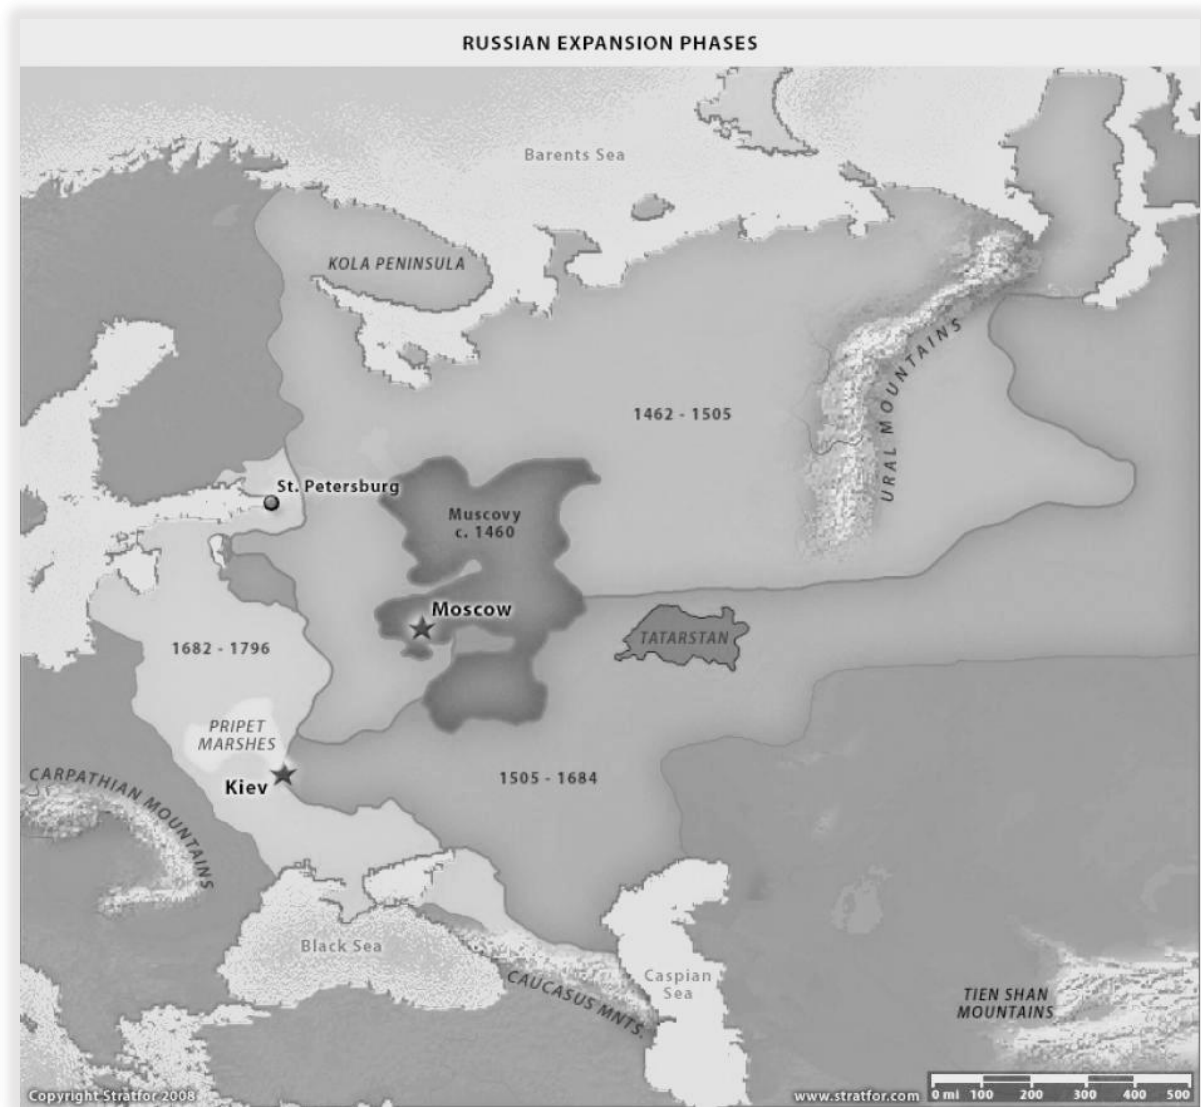 RUSSIAN EXPANSION PHASES
Barents Sea
KOLA PENINSULA
URAL MOUNTAINS
1462 - 1505
St. Petersburg
Muscovy
c. 1460
Moscow
TATARSTAN
1682 - 1796
PRIPET
MARSHES
Kiev
1505 - 1684
CARPATHIAN MOUNTAINS
Black Sea
CAUCASUS MNTS.
Caspian
Sea
TIEN SHAN
MOUNTAINS
Copyright Stratfor 2008
www.stratfor.com
0 mi 100 200 300 400 500